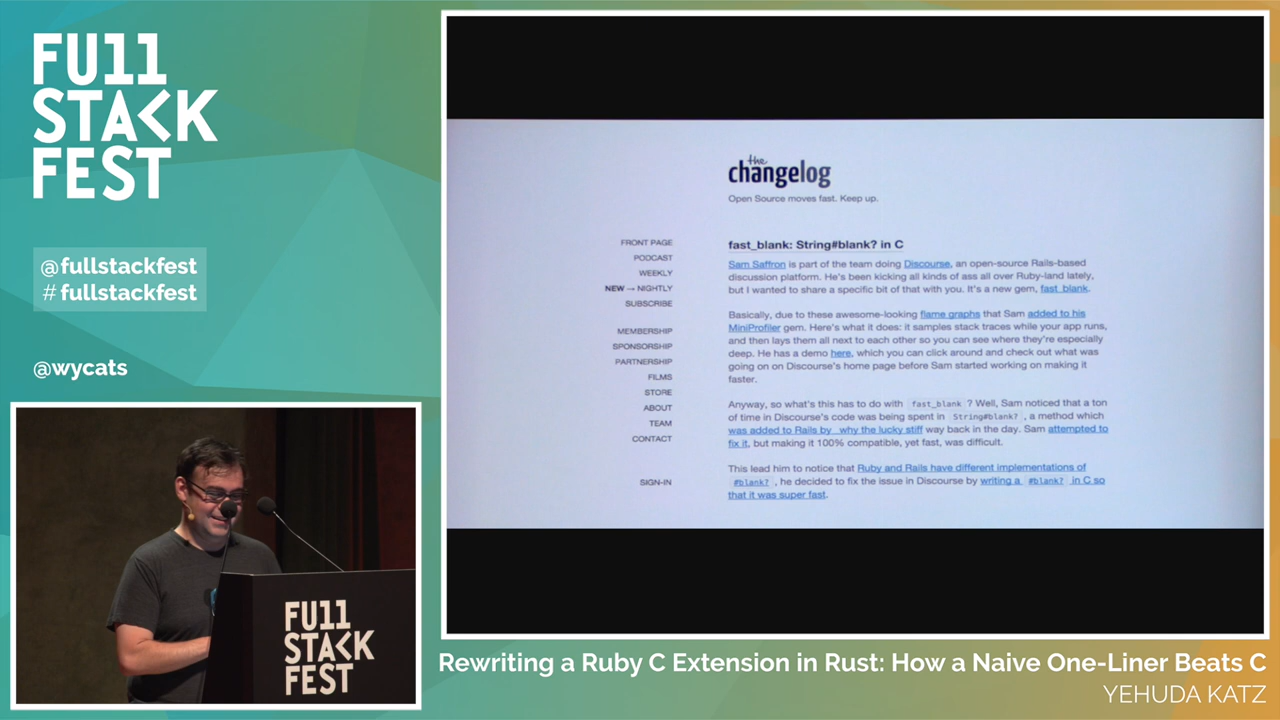 FU11
STACK
FEST
@fullstackfest
# fullstackfest
@wycats
FU11
STACK
FEST
the
changelog
Open Source moves fast. Keep up.
FRONT PAGE
PODCAST
WEEKLY
NEW → NIGHTLY
SUBSCRIBE
MEMBERSHIP
SPONSORSHIP
PARTNERSHIP
FILMS
STORE
ABOUT
TEAM
CONTACT
SIGN-IN
fast_blank: String#blank? in C
Sam Saffron is part of the team doing Discourse, an open-source Rails-based
discussion platform. He's been kicking all kinds of ass all over Ruby-land lately,
but I wanted to share a specific bit of that with you. It's a new gem, fast_blank.
Basically, due to these awesome-looking flame graphs that Sam added to his
MiniProfiler gem. Here's what it does: it samples stack traces while your app runs,
and then lays them all next to each other so you can see where they're especially
deep. He has a demo here, which you can click around and check out what was
going on on Discourse's home page before Sam started working on making it
faster.
Anyway, so what's this has to do with fast_blank ? Well, Sam noticed that a ton
of time in Discourse's code was being spent in String#blank? , a method which
was added to Rails by _why the lucky stiff way back in the day. Sam attempted to
fix it, but making it 100% compatible, yet fast, was difficult.
This lead him to notice that Ruby and Rails have different implementations of
#blank? , he decided to fix the issue in Discourse by writing a #blank? in C so
that it was super fast.
Rewriting a Ruby C Extension in Rust: How a Naive One-Liner Beats C
YEHUDA KATZ